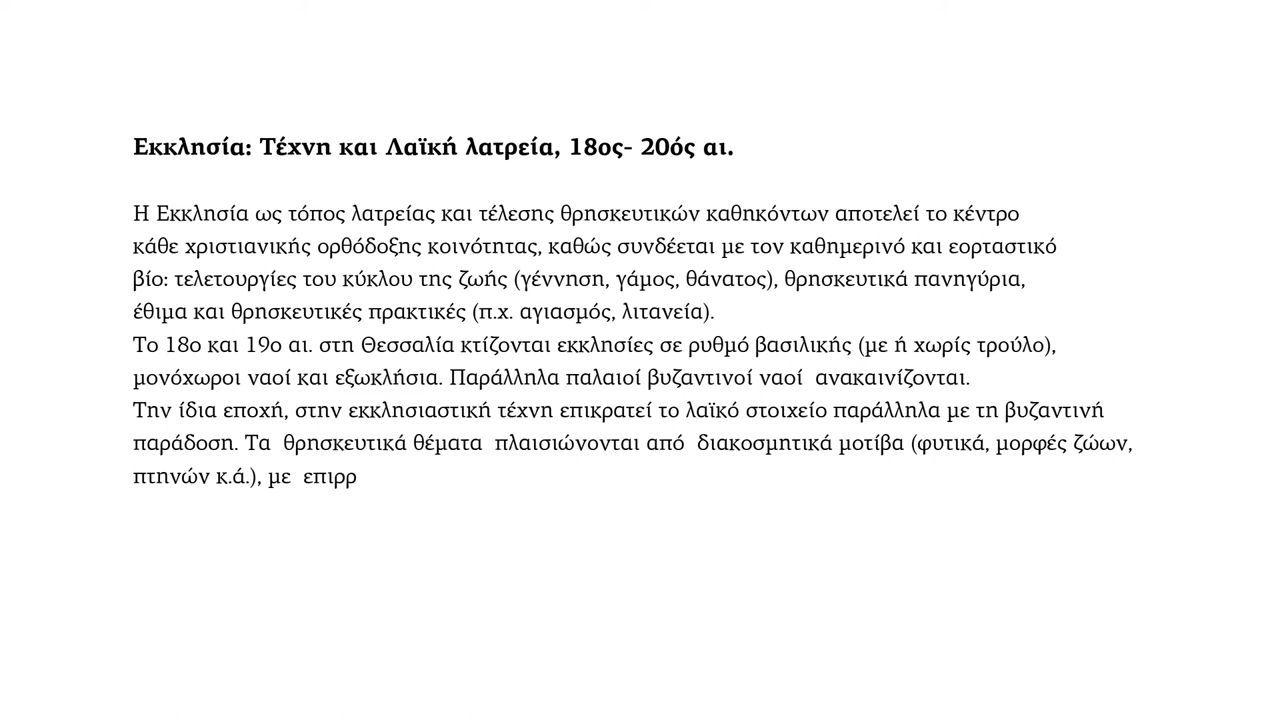 Εκκλησία: Τέχνη και Λαϊκή λατρεία, 18ος- 20ός αι.
Η Εκκλησία ως τόπος λατρείας και τέλεσης θρησκευτικών καθηκόντων αποτελεί το κέντρο
κάθε χριστιανικής ορθόδοξης κοινότητας, καθώς συνδέεται με τον καθημερινό και εορταστικό
βίο: τελετουργίες του κύκλου της ζωής (γέννηση, γάμος, θάνατος), θρησκευτικά πανηγύρια,
έθιμα και θρησκευτικές πρακτικές (π.χ. αγιασμός, λιτανεία).
Το 18ο και 19ο αι. στη Θεσσαλία κτίζονται εκκλησίες σε ρυθμό βασιλικής (με ή χωρίς τρούλο),
μονόχωροι ναοί και εξωκλήσια. Παράλληλα παλαιοί βυζαντινοί ναοί  ανακαινίζονται.
Την ίδια εποχή, στην εκκλησιαστική τέχνη επικρατεί το λαϊκό στοιχείο παράλληλα με τη βυζαντινή
παράδοση. Τα  θρησκευτικά θέματα  πλαισιώνονται από  διακοσμητικά μοτίβα (φυτικά, μορφές ζώων,
πτηνών κ.ά.), με  επιρρ